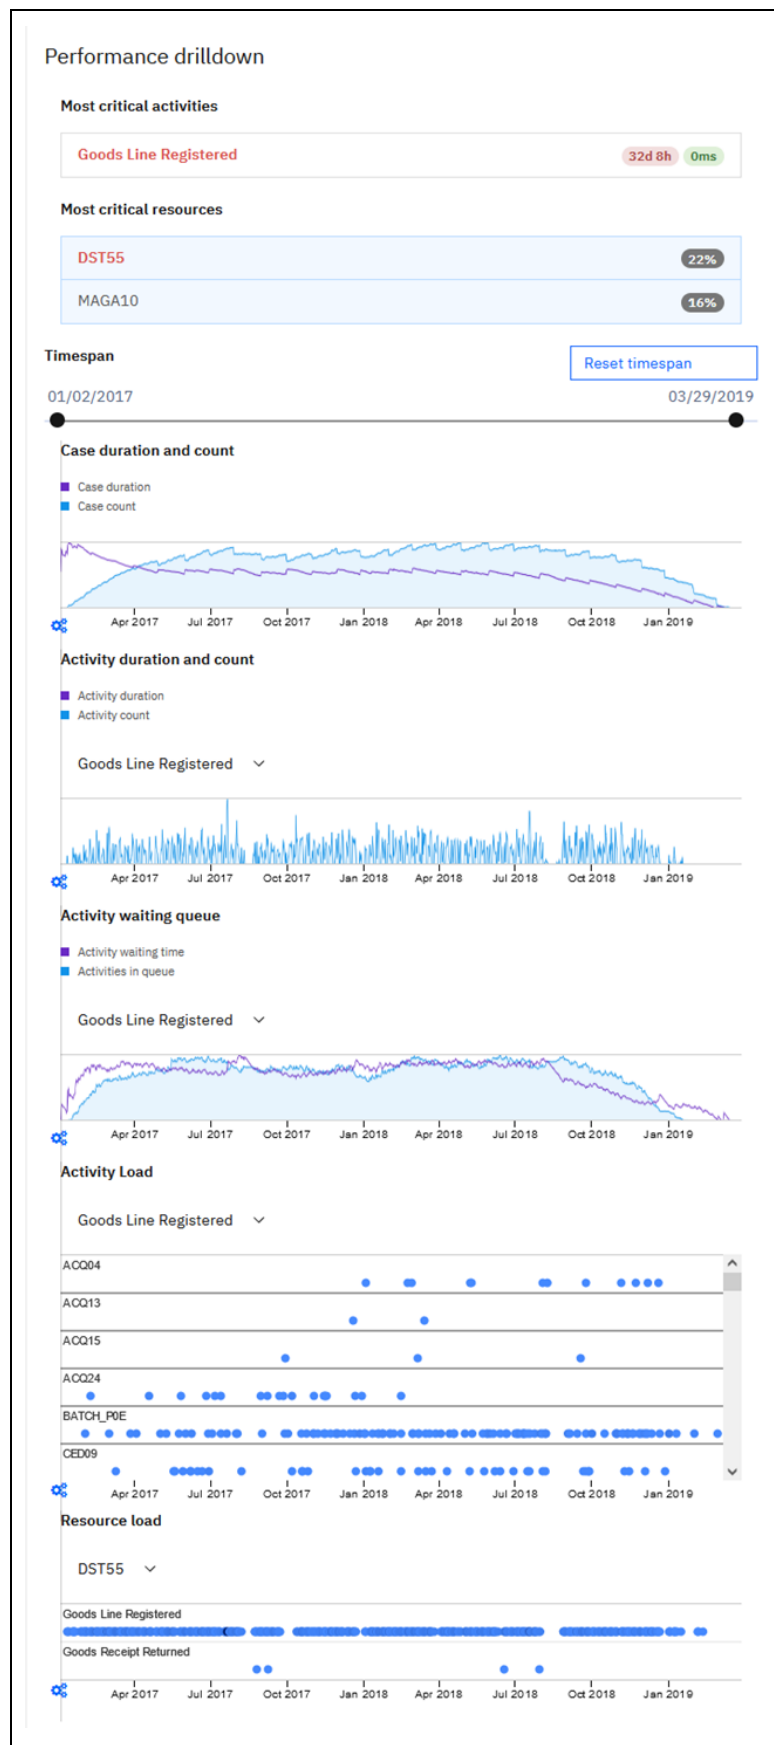 Performance drilldown
Most critical activities
Goods Line Registered 32d 8h 0ms
Most critical resources
DST55 22%
MAGA10 16%
Timespan Reset timespan
01/02/2017 03/29/2019
Case duration and count
Case duration
Case count
Apr 2017 Jul 2017 Oct 2017 Jan 2018 Apr 2018 Jul 2018 Oct 2018 Jan 2019
Activity duration and count
Activity duration
Activity count
Goods Line Registered
Apr 2017 Jul 2017 Oct 2017 Jan 2018 Apr 2018 Jul 2018 Oct 2018 Jan 2019
Activity waiting queue
Activity waiting time
Activities in queue
Goods Line Registered
Apr 2017 Jul 2017 Oct 2017 Jan 2018 Apr 2018 Jul 2018 Oct 2018 Jan 2019
Activity Load
Goods Line Registered
ACQ04
ACQ13
ACQ15
ACQ24
BATCH_P0E
CED09
Apr 2017 Jul 2017 Oct 2017 Jan 2018 Apr 2018 Jul 2018 Oct 2018 Jan 2019
Resource load
DST55
Goods Line Registered
Goods Receipt Returned
Apr 2017 Jul 2017 Oct 2017 Jan 2018 Apr 2018 Jul 2018 Oct 2018 Jan 2019